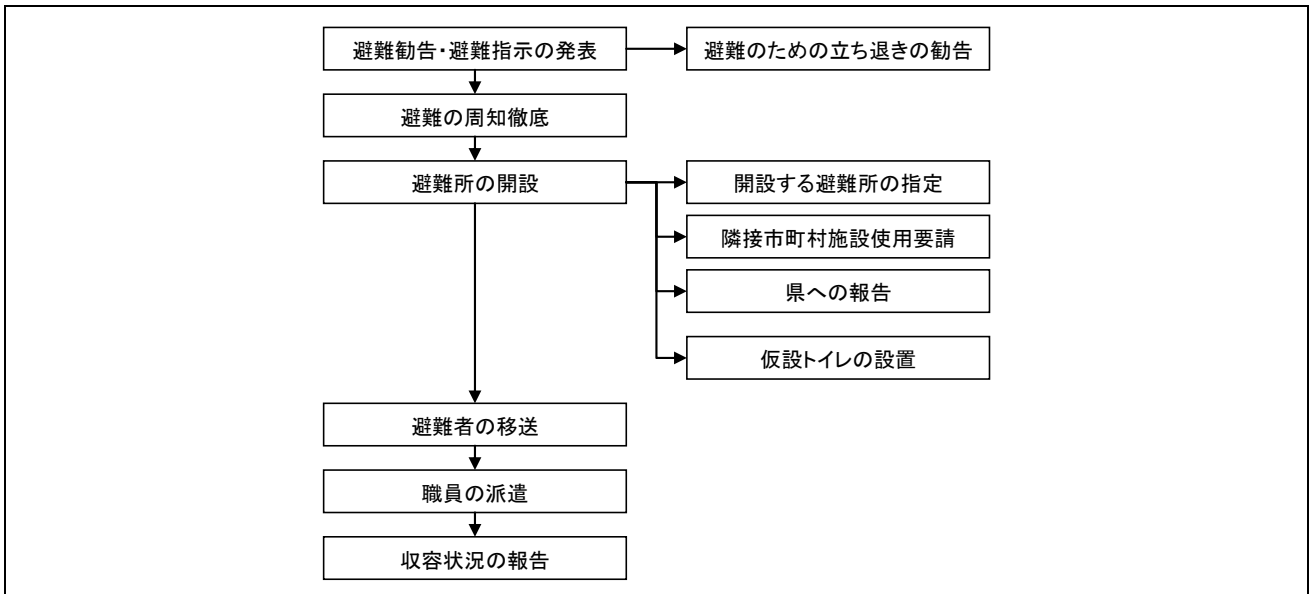 避難勧告・避難指示の発表
避難のための立ち退きの勧告
避難の周知徹底
避難所の開設
開設する避難所の指定
隣接市町村施設使用要請
県への報告
仮設トイレの設置
避難者の移送
職員の派遣
収容状況の報告